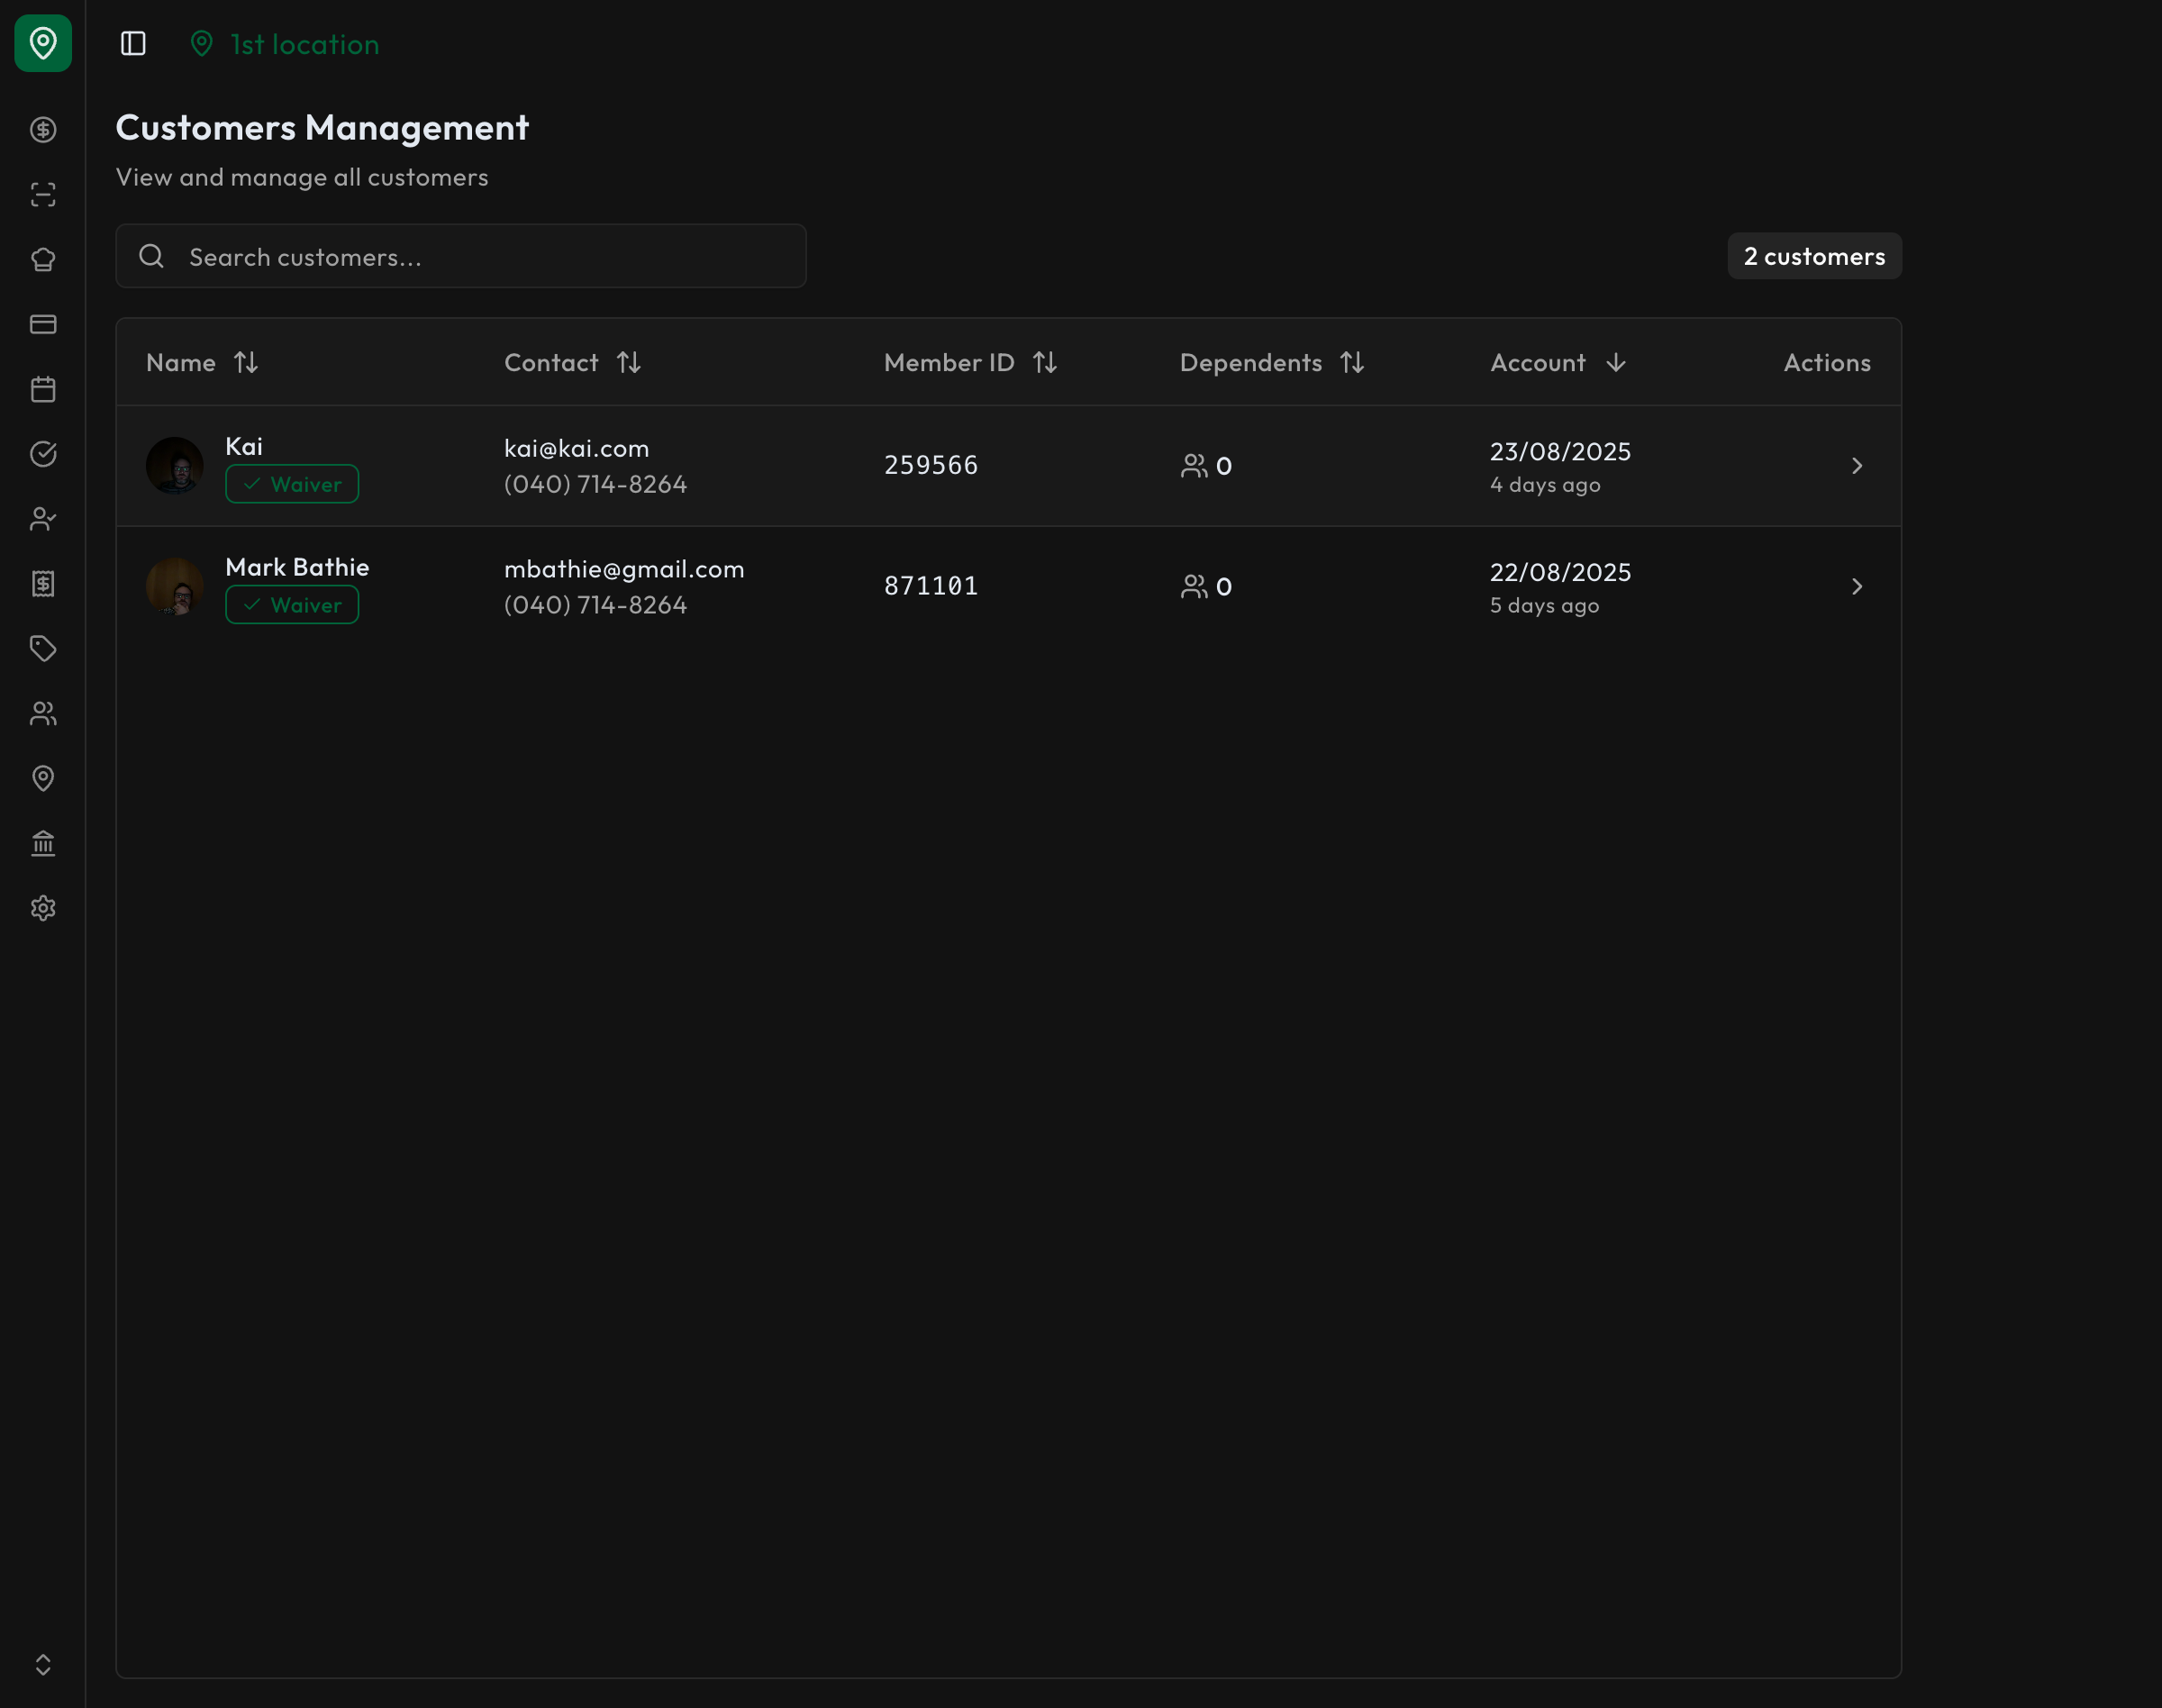 1st location
Customers Management
View and manage all customers
Search customers...
2 customers
Name Contact Member ID Dependents Account Actions
Kai
Waiver
kai@kai.com
(040) 714-8264
259566
0
23/08/2025
4 days ago
Mark Bathie
Waiver
mbathie@gmail.com
(040) 714-8264
871101
0
22/08/2025
5 days ago